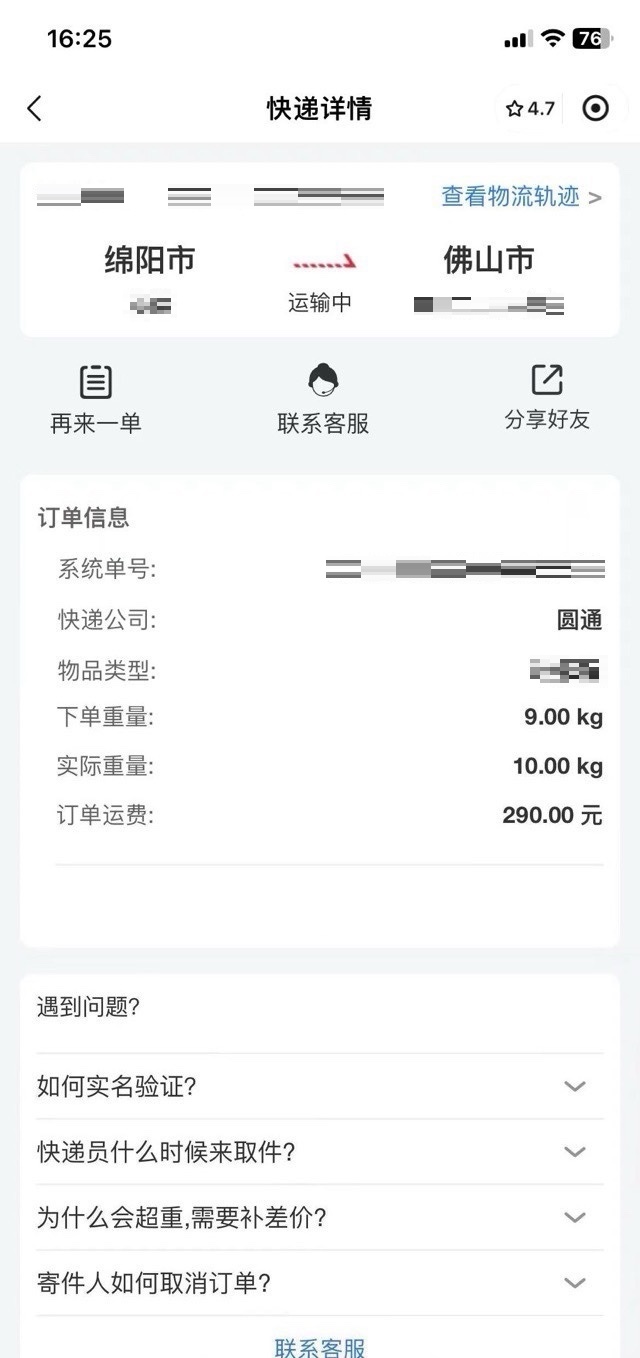 16:25
76
快递详情
4.7
查看物流轨迹 >
绵阳市
佛山市
运输中
再来一单
联系客服
分享好友
订单信息
系统单号:
快递公司:
圆通
物品类型:
下单重量:
9.00 kg
实际重量:
10.00 kg
订单运费:
290.00 元
遇到问题?
如何实名验证?
快递员什么时候来取件?
为什么会超重,需要补差价?
寄件人如何取消订单?
联系客服